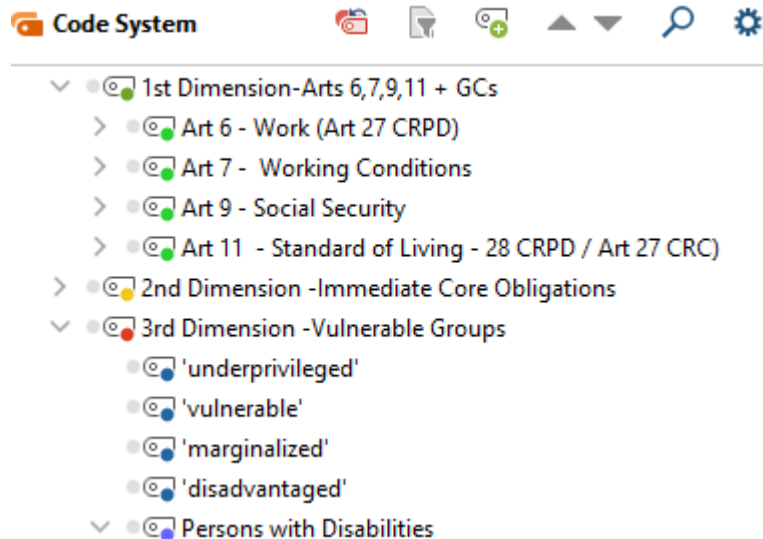 Code System
1st Dimension-Arts 6,7,9,11 + GCs
Art 6 - Work (Art 27 CRPD)
Art 7 -  Working Conditions
Art 9 - Social Security
Art 11  - Standard of Living - 28 CRPD / Art 27 CRC)
2nd Dimension -Immediate Core Obligations
3rd Dimension -Vulnerable Groups
'underprivileged'
'vulnerable'
'marginalized'
'disadvantaged'
Persons with Disabilities